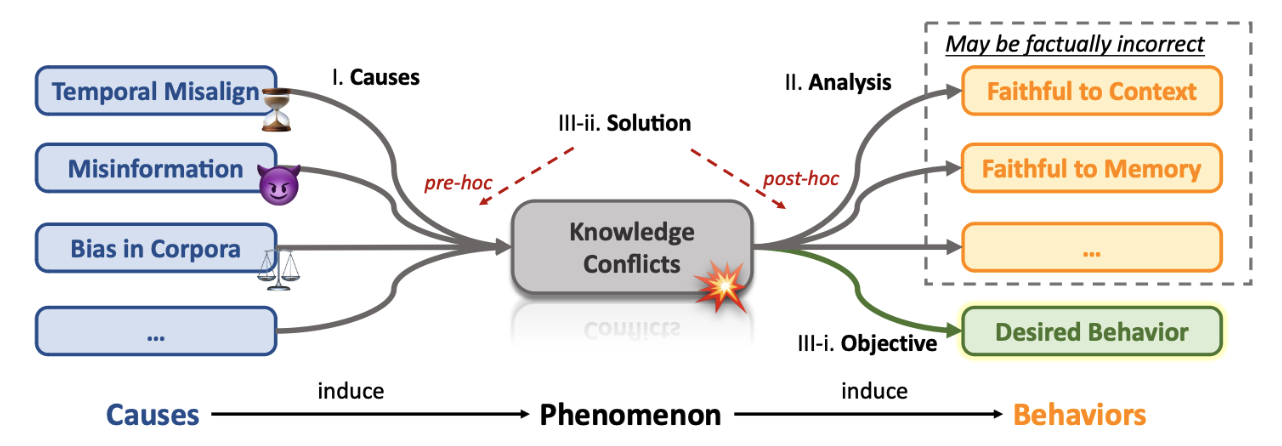 May be factually incorrect
I. Causes
II. Analysis
Temporal Misalign
Faithful to Context
III-ii. Solution
Misinformation
pre-hoc
post-hoc
Faithful to Memory
Bias in Corpora
Knowledge
Conflicts
...
...
Conflicts
III-i. Objective
Desired Behavior
induce
induce
Causes
Phenomenon
Behaviors